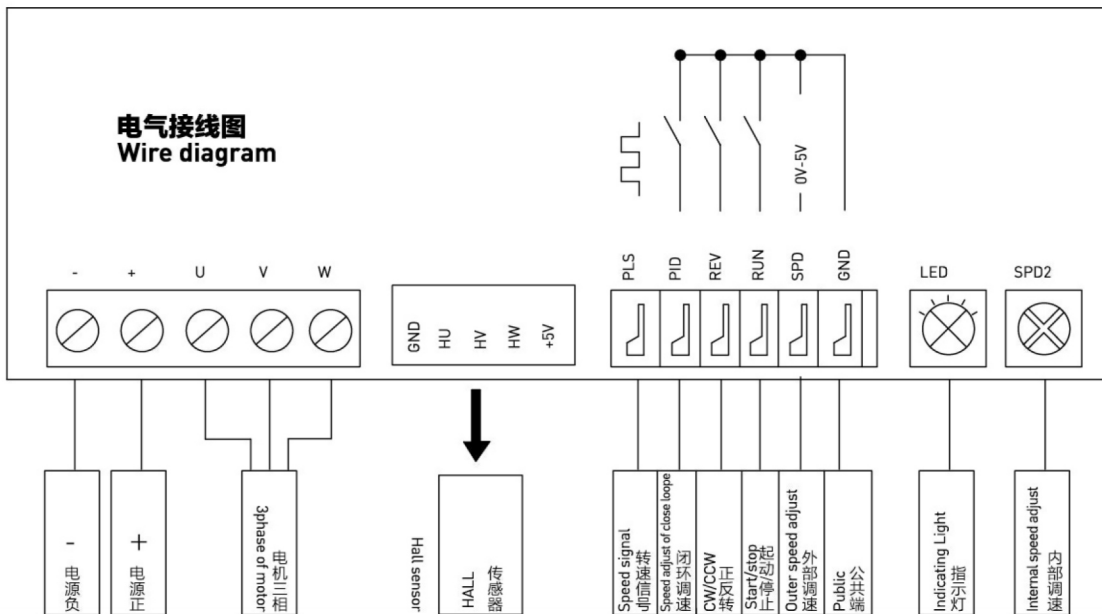 电气接线图
Wire diagram
0V-5V
-
+
U
V
W
GND
HU
HV
HW
+5V
PLS
PID
REV
RUN
SPD
GND
LED
SPD2
-
电源负
+
电源正
3phase of motor
电机三相
Hall sensor
HALL
传感器
Speed signal
转速信号
Speed adjust of close loope
闭环调速
CW/CCW
正反转
Start/stop
起动/停止
Outer speed adjust
外部调速
Public
公共端
Indicating Light
指示灯
Internal speed adjust
内部调速